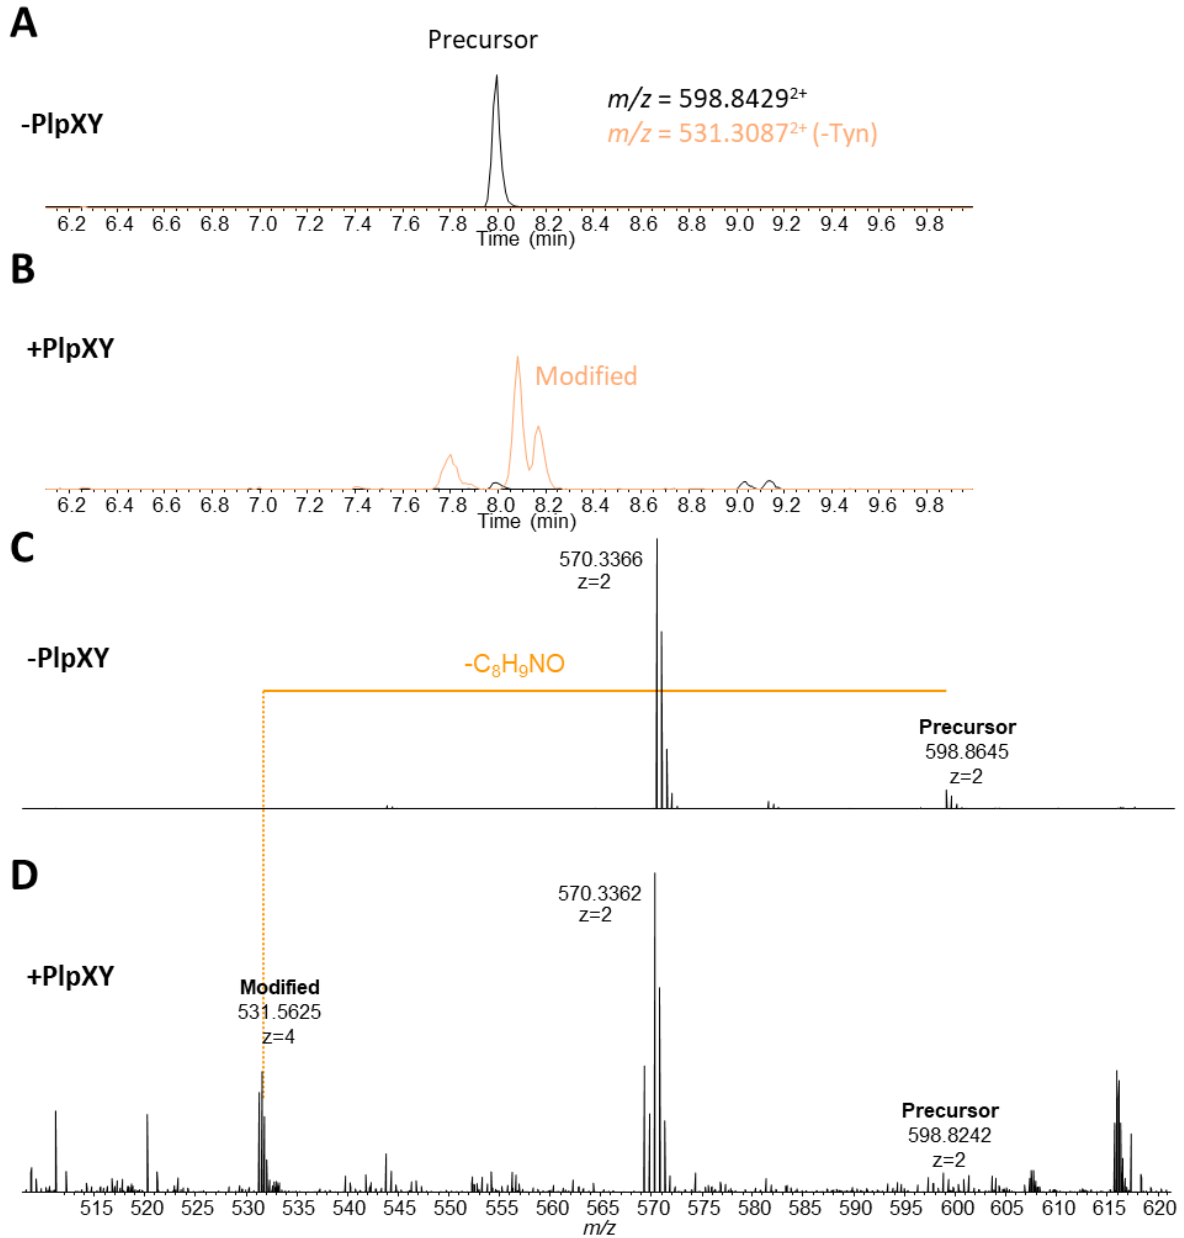 A
Precursor
-PlpXY
m/z = 598.8429²⁺
m/z = 531.3087²⁺ (-Tyn)
6.2 6.4 6.6 6.8 7.0 7.2 7.4 7.6 7.8 8.0 8.2 8.4 8.6 8.8 9.0 9.2 9.4 9.6 9.8
Time (min)
B
+PlpXY
Modified
6.2 6.4 6.6 6.8 7.0 7.2 7.4 7.6 7.8 8.0 8.2 8.4 8.6 8.8 9.0 9.2 9.4 9.6 9.8
Time (min)
C
570.3366
z=2
-PlpXY
-C₈H₉NO
Precursor
598.8645
z=2
D
570.3362
z=2
+PlpXY
Modified
531.5625
z=4
Precursor
598.8242
z=2
515 520 525 530 535 540 545 550 555 560 565 570 575 580 585 590 595 600 605 610 615 620
m/z